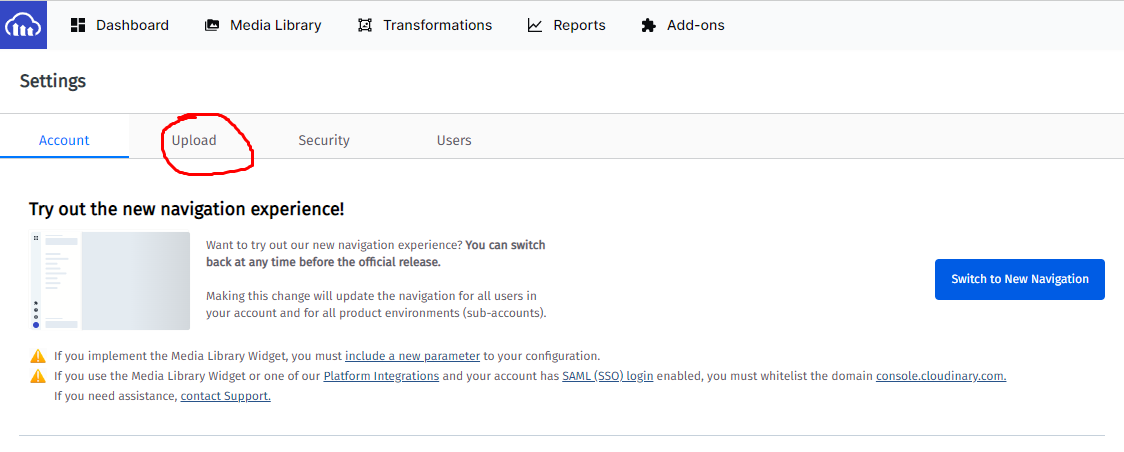 Dashboard Media Library Transformations Reports Add-ons
Settings
Account Upload Security Users
Try out the new navigation experience!
Want to try out our new navigation experience? You can switch
back at any time before the official release.
Making this change will update the navigation for all users in
your account and for all product environments (sub-accounts).
Switch to New Navigation
If you implement the Media Library Widget, you must include a new parameter to your configuration.
If you use the Media Library Widget or one of our Platform Integrations and your account has SAML (SSO) login enabled, you must whitelist the domain console.cloudinary.com.
If you need assistance, contact Support.